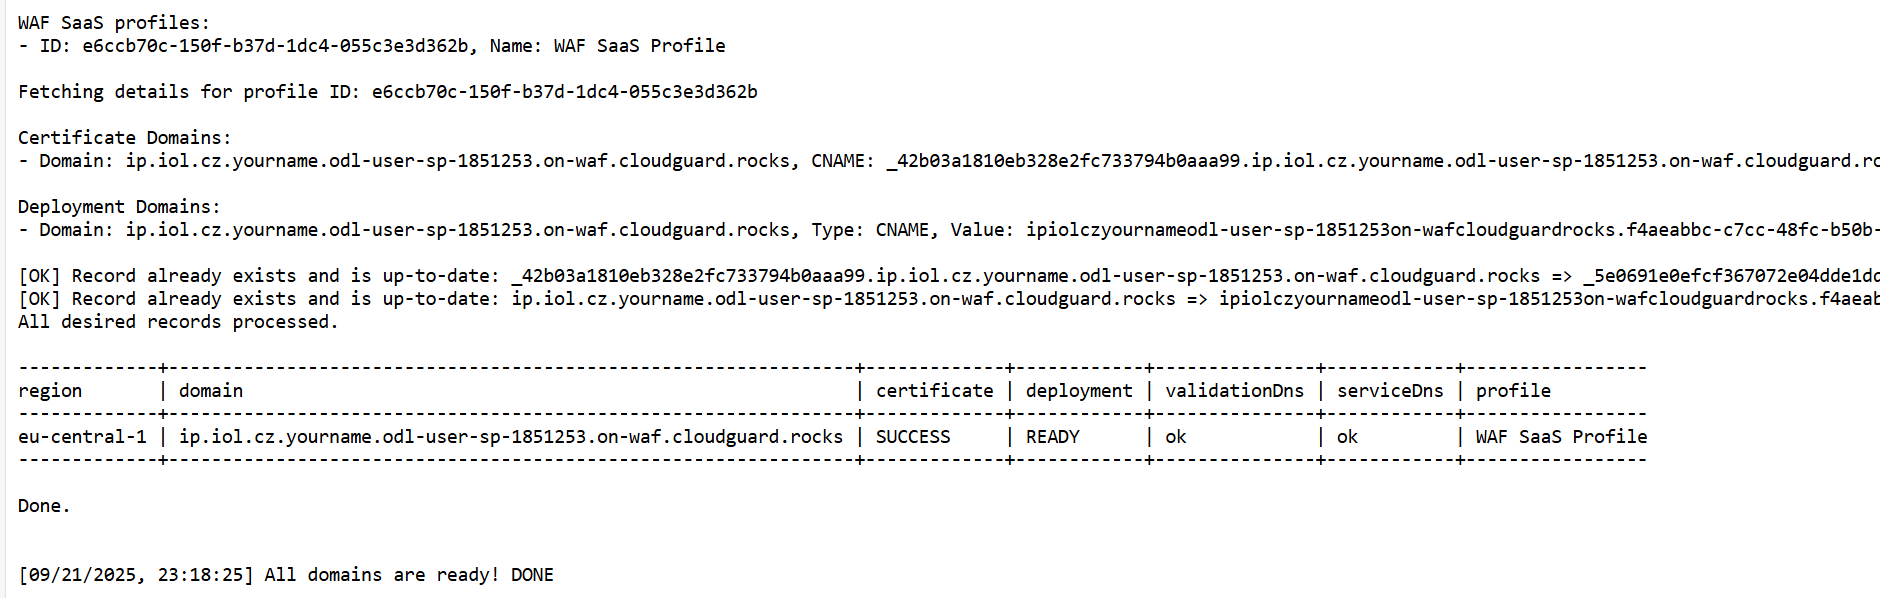 WAF SaaS profiles:
- ID: e6ccb70c-150f-b37d-1dc4-055c3e3d362b, Name: WAF SaaS Profile
Fetching details for profile ID: e6ccb70c-150f-b37d-1dc4-055c3e3d362b
Certificate Domains:
- Domain: ip.iol.cz.yourname.odl-user-sp-1851253.on-waf.cloudguard.rocks, CNAME: _42b03a1810eb328e2fc733794b0aaa99.ip.iol.cz.yourname.odl-user-sp-1851253.on-waf.cloudguard.ro
Deployment Domains:
- Domain: ip.iol.cz.yourname.odl-user-sp-1851253.on-waf.cloudguard.rocks, Type: CNAME, Value: ipiolczyournameodl-user-sp-1851253on-wafcloudguardrocks.f4aeabbc-c7cc-48fc-b50b-
[OK] Record already exists and is up-to-date: _42b03a1810eb328e2fc733794b0aaa99.ip.iol.cz.yourname.odl-user-sp-1851253.on-waf.cloudguard.rocks => _5e0691e0efcf367072e04dde1dc
[OK] Record already exists and is up-to-date: ip.iol.cz.yourname.odl-user-sp-1851253.on-waf.cloudguard.rocks => ipiolczyournameodl-user-sp-1851253on-wafcloudguardrocks.f4aeab
All desired records processed.
-------------+----------------------------------------------------------------+-------------+------------+---------------+------------+-----------------
region | domain | certificate | deployment | validationDns | serviceDns | profile
-------------+----------------------------------------------------------------+-------------+------------+---------------+------------+-----------------
eu-central-1 | ip.iol.cz.yourname.odl-user-sp-1851253.on-waf.cloudguard.rocks | SUCCESS | READY | ok | ok | WAF SaaS Profile
-------------+----------------------------------------------------------------+-------------+------------+---------------+------------+-----------------
Done.
[09/21/2025, 23:18:25] All domains are ready! DONE